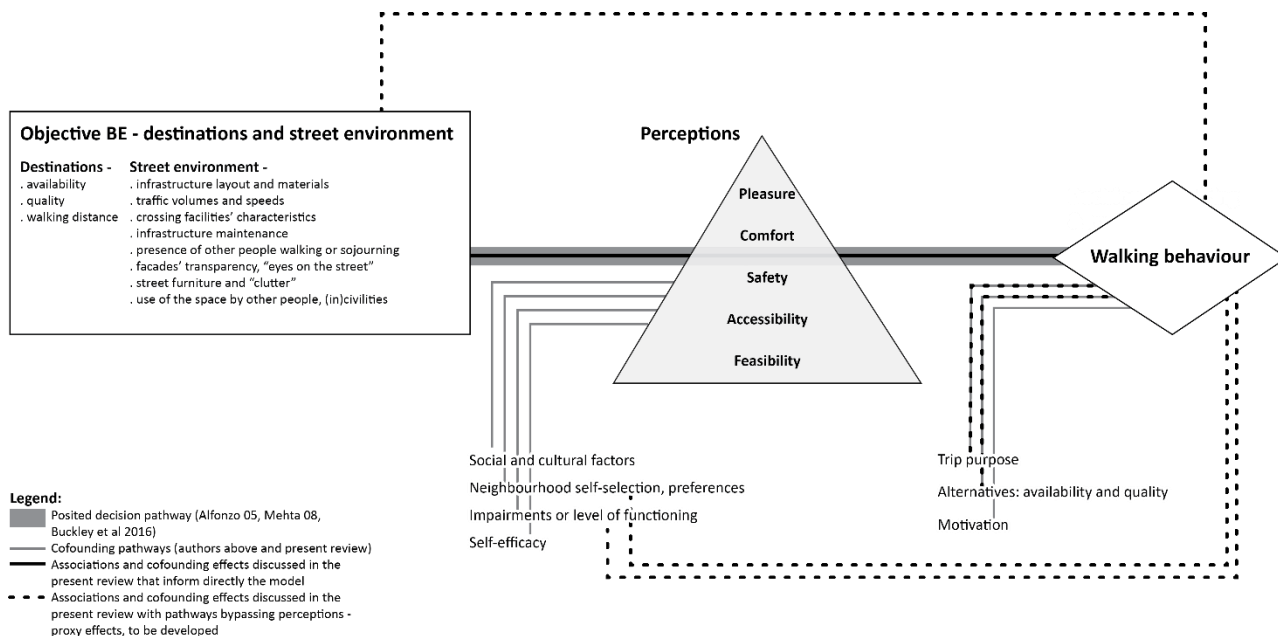 Objective BE - destinations and street environment
Destinations -
. availability
. quality
. walking distance
Street environment -
. infrastructure layout and materials
. traffic volumes and speeds
. crossing facilities' characteristics
. infrastructure maintenance
. presence of other people walking or sojourning
. facades' transparency, "eyes on the street"
. street furniture and "clutter"
. use of the space by other people, (in)civilities
Perceptions
Pleasure
Comfort
Safety
Accessibility
Feasibility
Walking behaviour
Social and cultural factors
Neighbourhood self-selection, preferences
Impairments or level of functioning
Self-efficacy
Trip purpose
Alternatives: availability and quality
Motivation
Legend:
Posited decision pathway (Alfonzo 05, Mehta 08,
Buckley et al 2016)
Cofounding pathways (authors above and present review)
Associations and cofounding effects discussed in the
present review that inform directly the model
Associations and cofounding effects discussed in the
present review with pathways bypassing perceptions -
proxy effects, to be developed